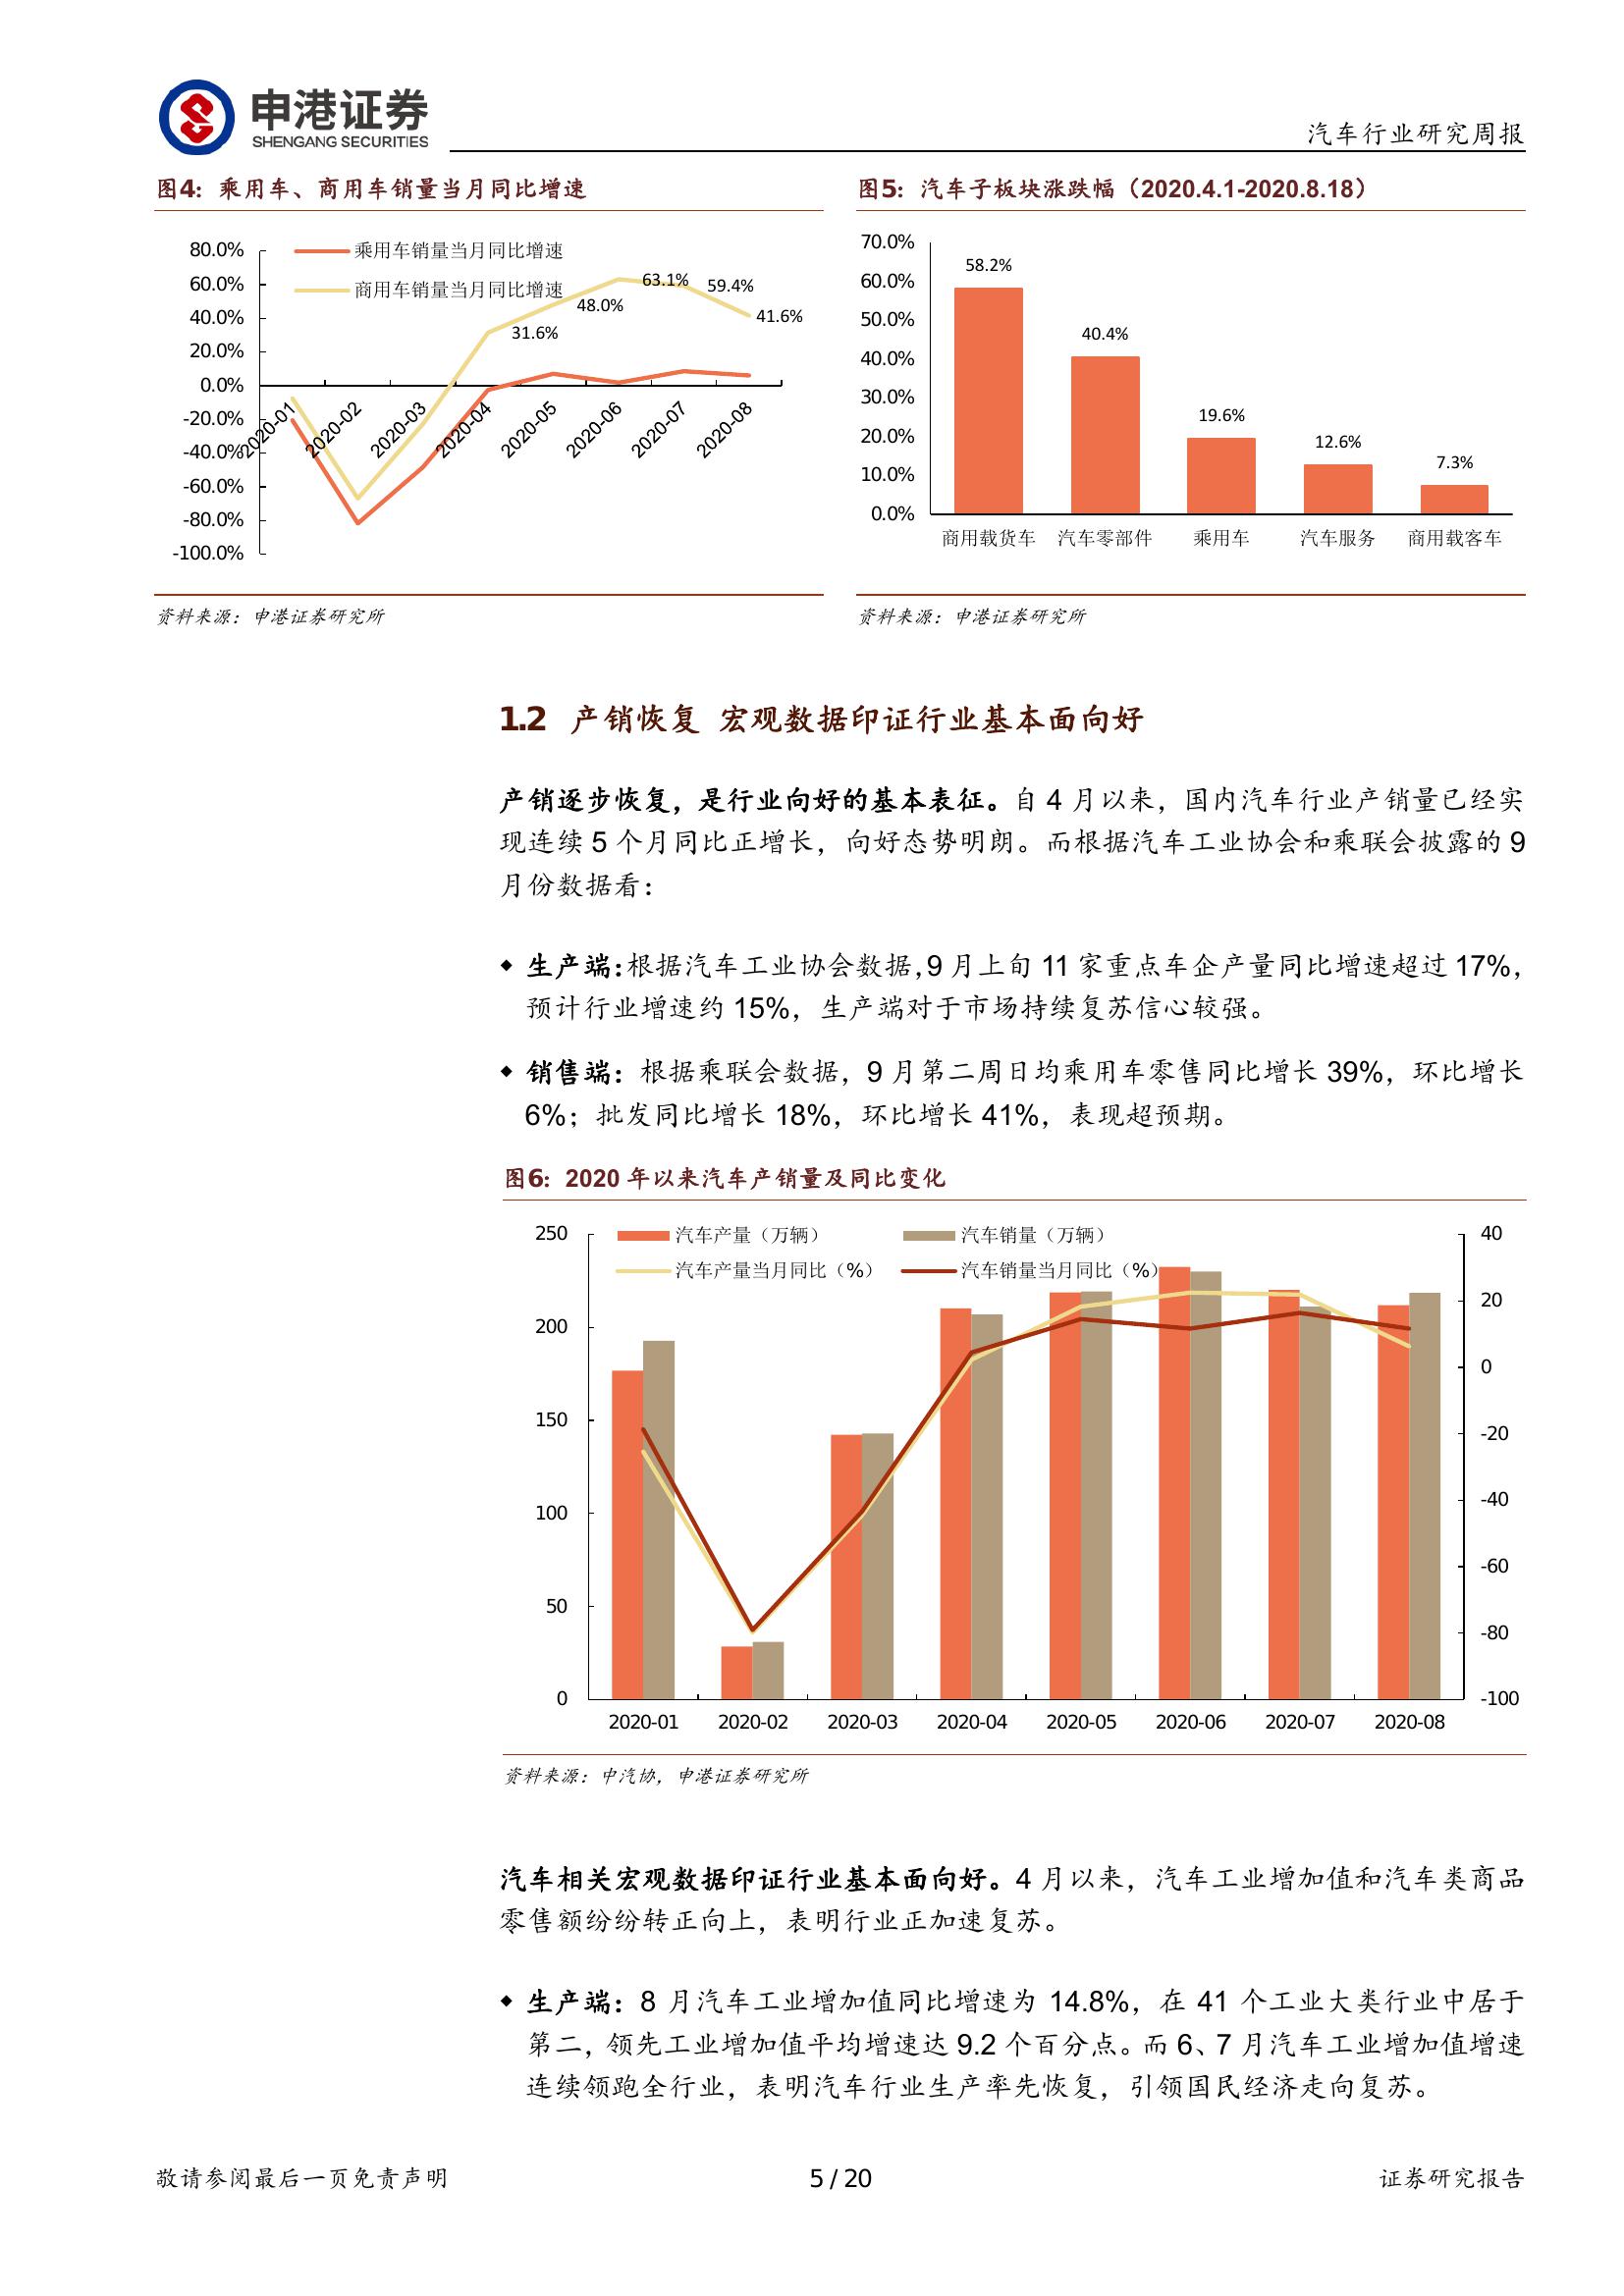 申港证券
SHENGANG SECURITIES
汽车行业研究周报
图4：乘用车、商用车销量当月同比增速
80.0%
60.0%
40.0%
20.0%
0.0%
-20.0%
-40.0%
-60.0%
-80.0%
-100.0%
乘用车销量当月同比增速
商用车销量当月同比增速
31.6%
48.0%
63.1%
59.4%
41.6%
2020-01
2020-02
2020-03
2020-04
2020-05
2020-06
2020-07
2020-08
资料来源：申港证券研究所
图5：汽车子板块涨跌幅（2020.4.1-2020.8.18）
70.0%
60.0%
50.0%
40.0%
30.0%
20.0%
10.0%
0.0%
58.2%
40.4%
19.6%
12.6%
7.3%
商用载货车 汽车零部件 乘用车 汽车服务 商用载客车
资料来源：申港证券研究所
1.2 产销恢复 宏观数据印证行业基本面向好
产销逐步恢复，是行业向好的基本表征。自 4 月以来，国内汽车行业产销量已经实
现连续 5 个月同比正增长，向好态势明朗。而根据汽车工业协会和乘联会披露的 9
月份数据看：
◆ 生产端：根据汽车工业协会数据，9 月上旬 11 家重点车企产量同比增速超过 17%，
预计行业增速约 15%，生产端对于市场持续复苏信心较强。
◆ 销售端：根据乘联会数据，9 月第二周日均乘用车零售同比增长 39%，环比增长
6%；批发同比增长 18%，环比增长 41%，表现超预期。
图6：2020 年以来汽车产销量及同比变化
250
200
150
100
50
0
汽车产量（万辆） 汽车销量（万辆）
汽车产量当月同比（%） 汽车销量当月同比（%）
40
20
0
-20
-40
-60
-80
-100
2020-01 2020-02 2020-03 2020-04 2020-05 2020-06 2020-07 2020-08
资料来源：中汽协，申港证券研究所
汽车相关宏观数据印证行业基本面向好。4 月以来，汽车工业增加值和汽车类商品
零售额纷纷转正向上，表明行业正加速复苏。
◆ 生产端：8 月汽车工业增加值同比增速为 14.8%，在 41 个工业大类行业中居于
第二，领先工业增加值平均增速达 9.2 个百分点。而 6、7 月汽车工业增加值增速
连续领跑全行业，表明汽车行业生产率先恢复，引领国民经济走向复苏。
敬请参阅最后一页免责声明
5 / 20
证券研究报告